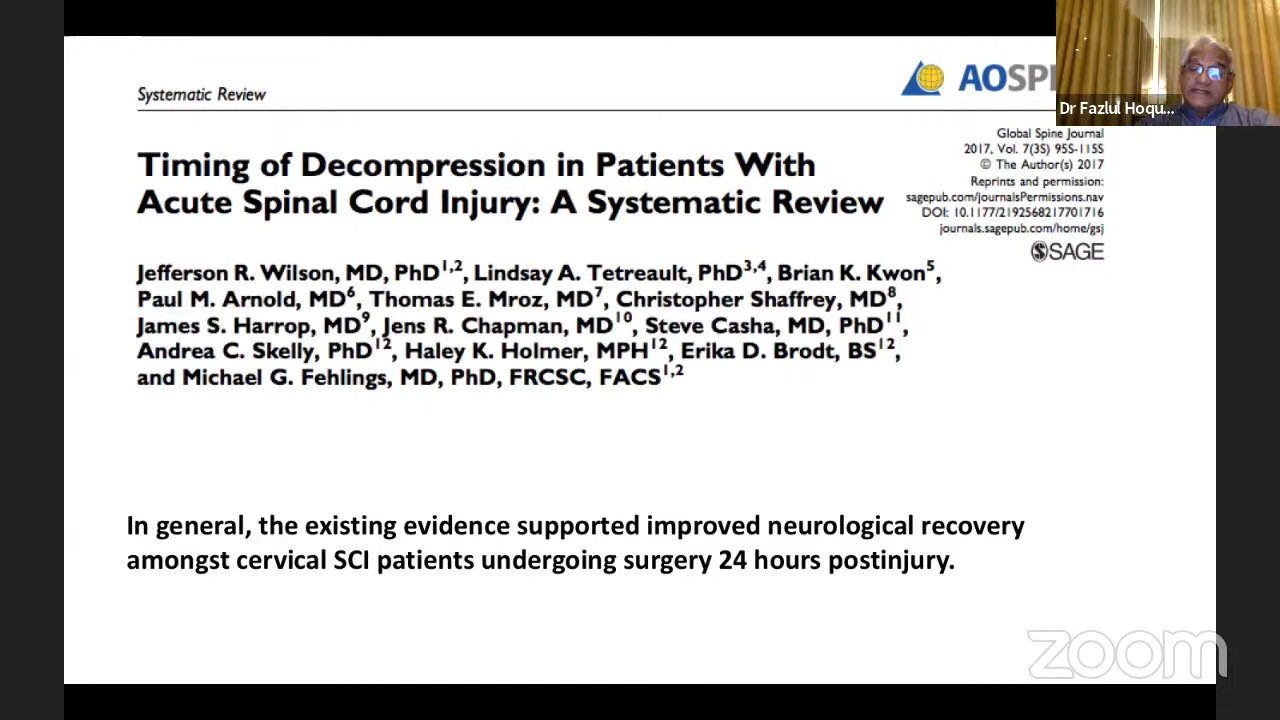 Systematic Review
AOSPI
Dr Fazlul Hoqu...
Global Spine Journal
2017, Vol. 7(3S) 95S-115S
© The Author(s) 2017
Reprints and permission:
sagepub.com/journalsPermissions.nav
DOI: 10.1177/2192568217701716
journals.sagepub.com/home/gsj
SAGE
Timing of Decompression in Patients With
Acute Spinal Cord Injury: A Systematic Review
Jefferson R. Wilson, MD, PhD1,2, Lindsay A. Tetreault, PhD3,4, Brian K. Kwon5,
Paul M. Arnold, MD6, Thomas E. Mroz, MD7, Christopher Shaffrey, MD8,
James S. Harrop, MD9, Jens R. Chapman, MD10, Steve Casha, MD, PhD11,
Andrea C. Skelly, PhD12, Haley K. Holmer, MPH12, Erika D. Brodt, BS12,
and Michael G. Fehlings, MD, PhD, FRCSC, FACS1,2
In general, the existing evidence supported improved neurological recovery
amongst cervical SCI patients undergoing surgery 24 hours postinjury.
zoom